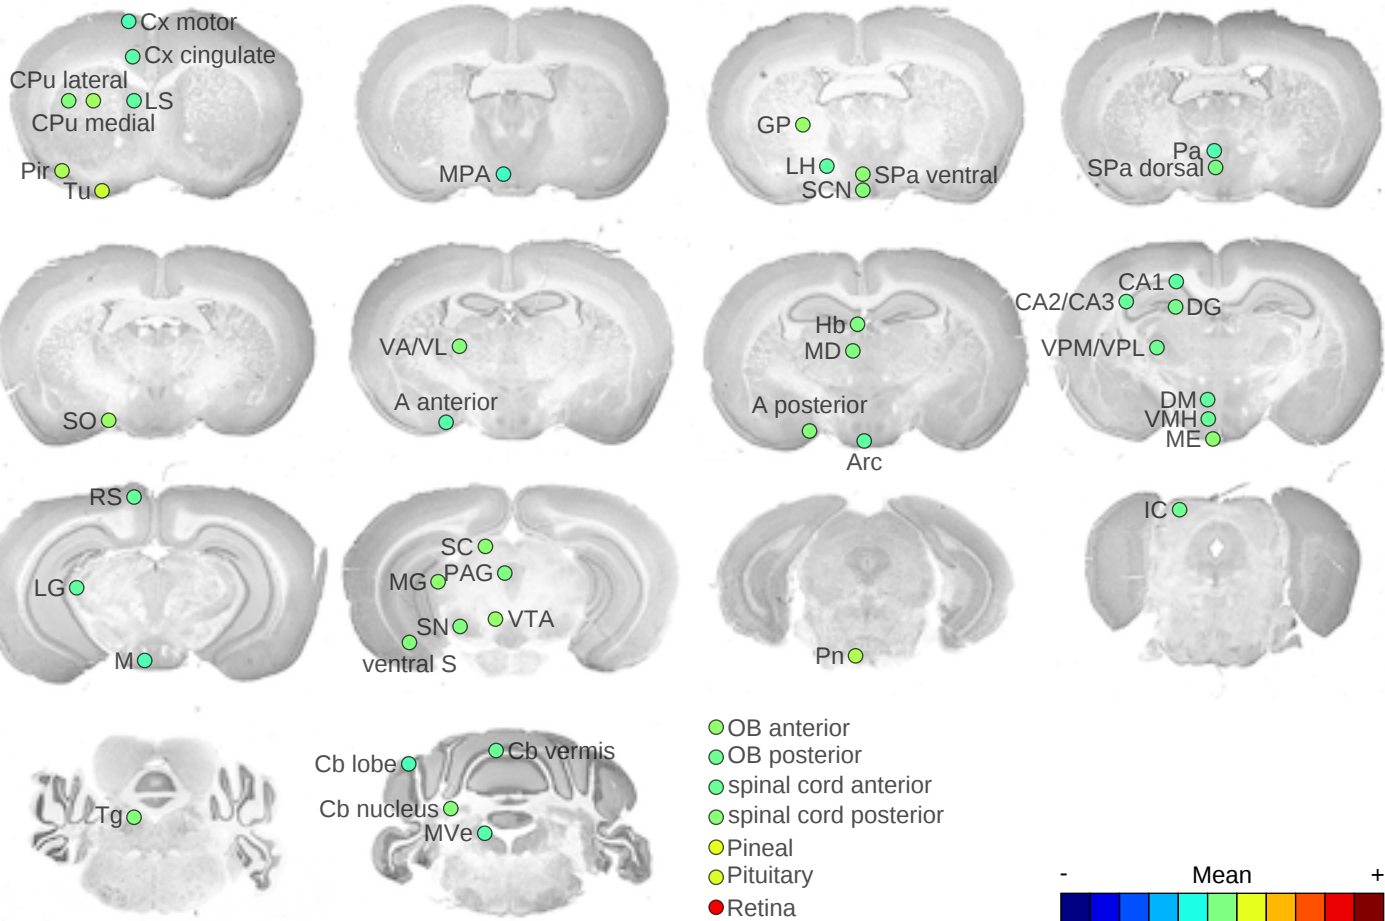 Cx motor
Cx cingulate
CPu lateral
LS
CPu medial
Pir
Tu
MPA
GP
LH
SPa ventral
SCN
Pa
SPa dorsal
SO
VA/VL
A anterior
Hb
MD
A posterior
Arc
CA1
CA2/CA3
DG
VPM/VPL
DM
VMH
ME
RS
LG
M
SC
MG
PAG
SN
VTA
ventral S
Pn
IC
Tg
Cb lobe
Cb vermis
Cb nucleus
MVe
OB anterior
OB posterior
spinal cord anterior
spinal cord posterior
Pineal
Pituitary
Retina
- Mean +